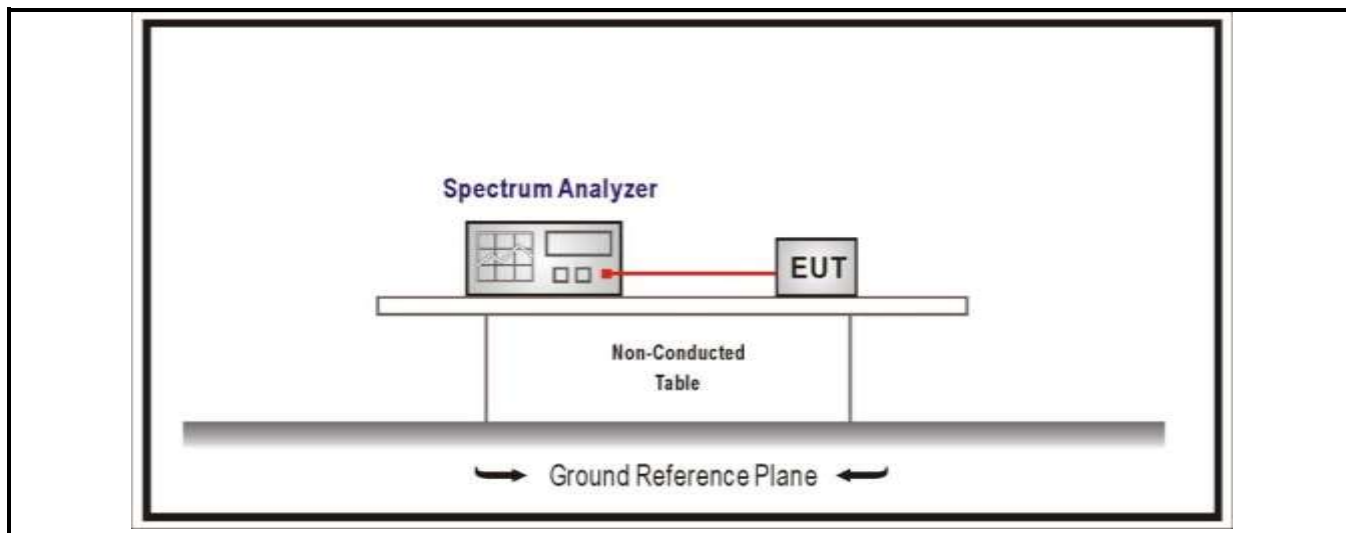 Spectrum Analyzer
EUT
Non-Conducted
Table
Ground Reference Plane